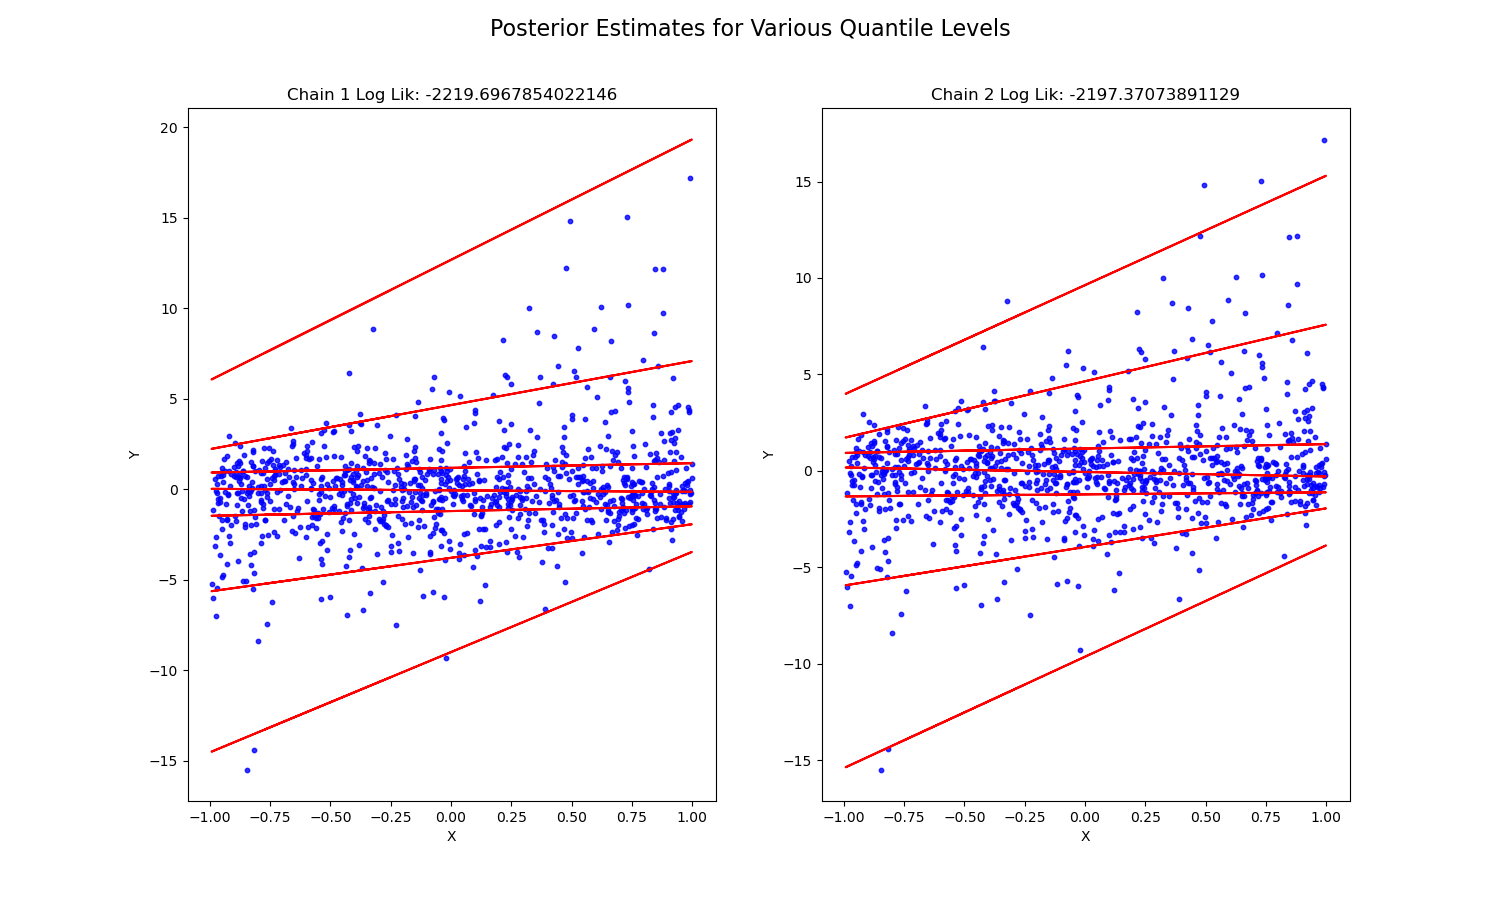 Posterior Estimates for Various Quantile Levels
Chain 1 Log Lik: -2219.6967854022146
20
15
10
5
0
−5
−10
−15
Y
−1.00 −0.75 −0.50 −0.25 0.00 0.25 0.50 0.75 1.00
X
Chain 2 Log Lik: -2197.37073891129
15
10
5
0
−5
−10
−15
Y
−1.00 −0.75 −0.50 −0.25 0.00 0.25 0.50 0.75 1.00
X